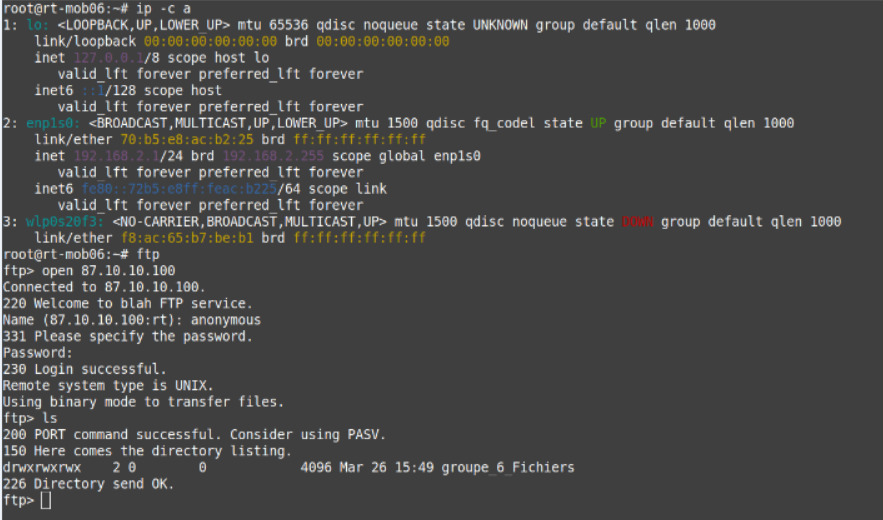 root@rt-mob06:~# ip -c a
1: lo: <LOOPBACK,UP,LOWER_UP> mtu 65536 qdisc noqueue state UNKNOWN group default qlen 1000
    link/loopback 00:00:00:00:00:00 brd 00:00:00:00:00:00
    inet 127.0.0.1/8 scope host lo
       valid_lft forever preferred_lft forever
    inet6 ::1/128 scope host
       valid_lft forever preferred_lft forever
2: enp1s0: <BROADCAST,MULTICAST,UP,LOWER_UP> mtu 1500 qdisc fq_codel state UP group default qlen 1000
    link/ether 70:b5:e8:ac:b2:25 brd ff:ff:ff:ff:ff:ff
    inet 192.168.2.1/24 brd 192.168.2.255 scope global enp1s0
       valid_lft forever preferred_lft forever
    inet6 fe80::72b5:e8ff:feac:b225/64 scope link
       valid_lft forever preferred_lft forever
3: wlp0s20f3: <NO-CARRIER,BROADCAST,MULTICAST,UP> mtu 1500 qdisc noqueue state DOWN group default qlen 1000
    link/ether f8:ac:65:b7:be:b1 brd ff:ff:ff:ff:ff:ff
root@rt-mob06:~# ftp
ftp> open 87.10.10.100
Connected to 87.10.10.100.
220 Welcome to blah FTP service.
Name (87.10.10.100:rt): anonymous
331 Please specify the password.
Password:
230 Login successful.
Remote system type is UNIX.
Using binary mode to transfer files.
ftp> ls
200 PORT command successful. Consider using PASV.
150 Here comes the directory listing.
drwxrwxrwx    2 0        0            4096 Mar 26 15:49 groupe_6_Fichiers
226 Directory send OK.
ftp>